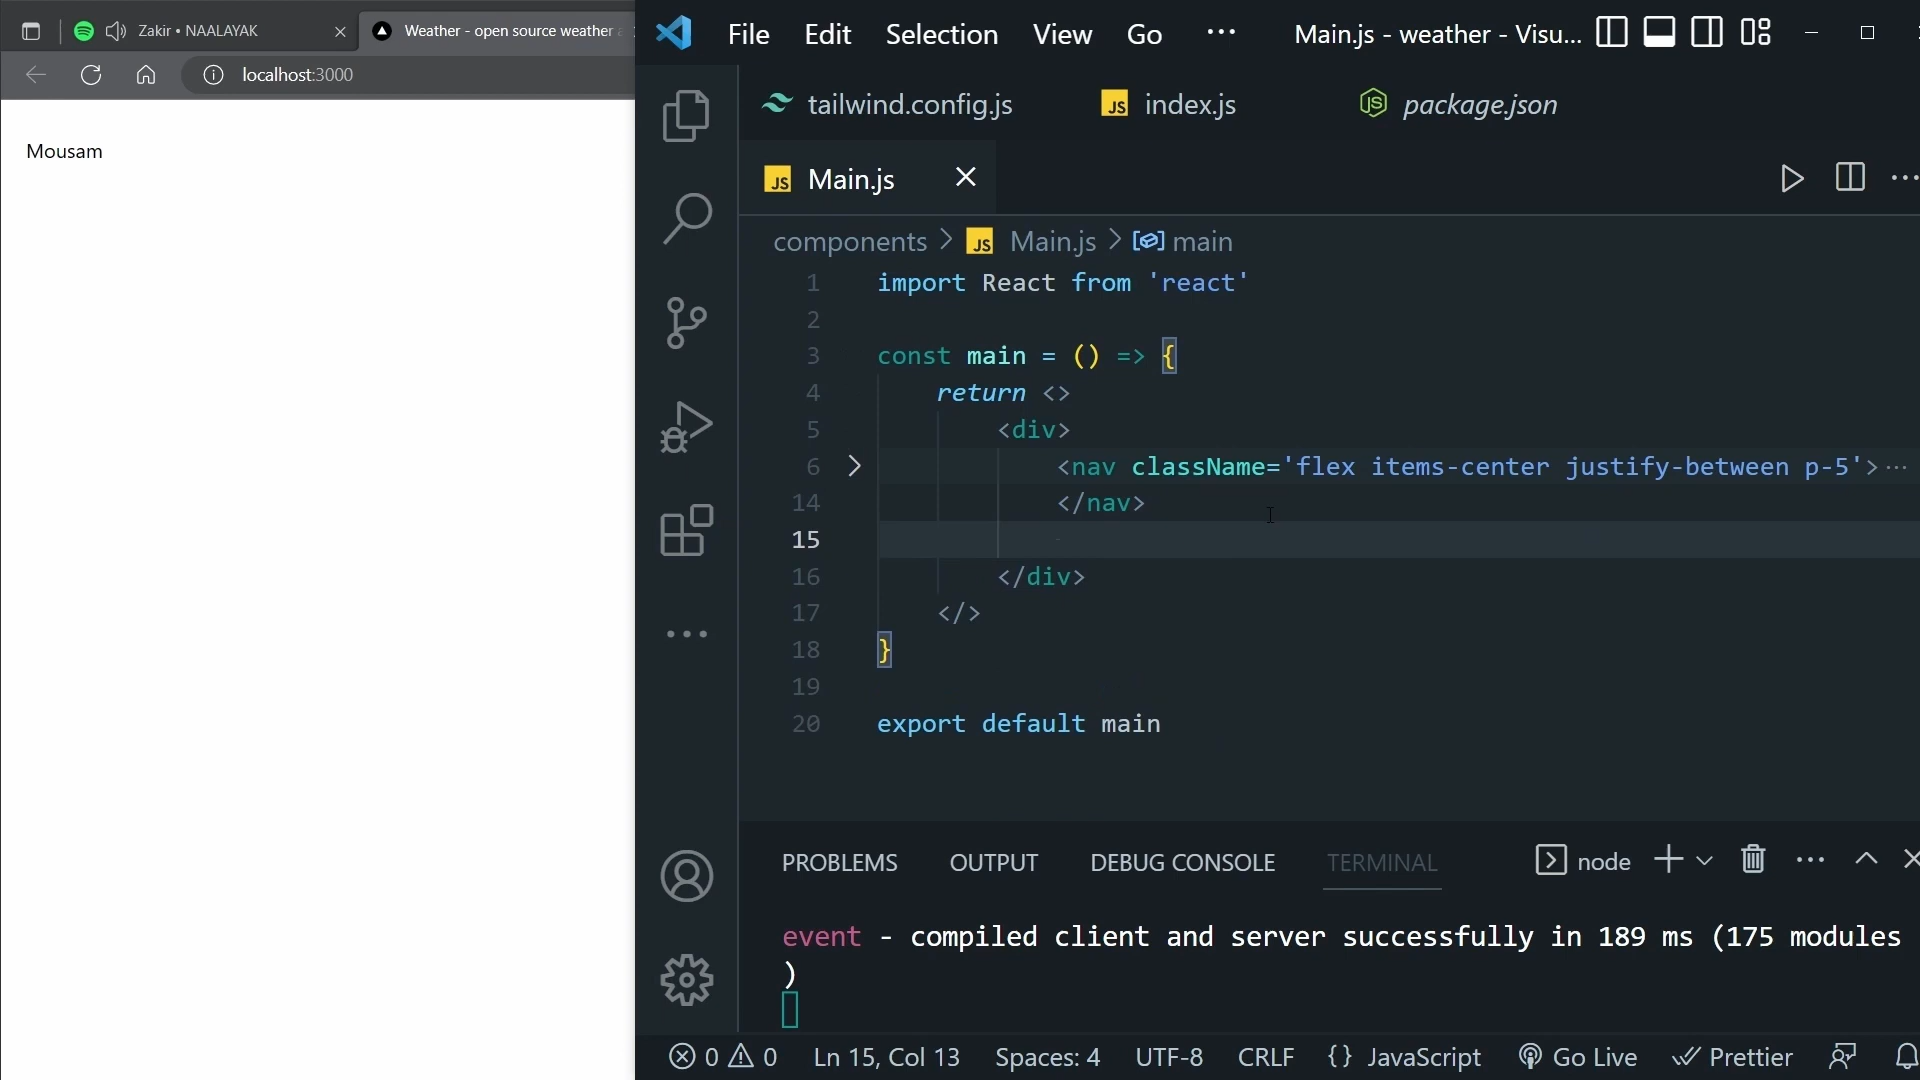 Zakir • NAALAYAK
Weather - open source weather
localhost:3000
Mousam
File Edit Selection View Go ... Main.js - weather - Visu...
tailwind.config.js JS index.js JS package.json
JS Main.js
components > JS Main.js > main
1 import React from 'react'
2
3 const main = () => {
4 return <>
5 <div>
6 <nav className='flex items-center justify-between p-5'>...
14 </nav>
15
16 </div>
17 </>
18 }
19
20 export default main
PROBLEMS OUTPUT DEBUG CONSOLE TERMINAL node
event - compiled client and server successfully in 189 ms (175 modules
)
0 0 Ln 15, Col 13 Spaces: 4 UTF-8 CRLF {} JavaScript Go Live Prettier